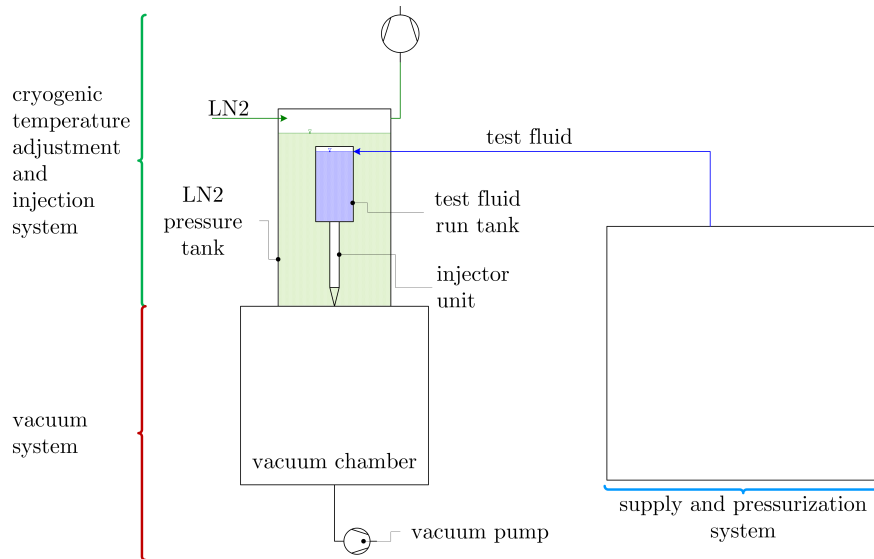 cryogenic
temperature
adjustment
and
injection
system
LN2
test fluid
LN2
pressure
tank
test fluid
run tank
injector
unit
vacuum
system
vacuum chamber
vacuum pump
supply and pressurization
system